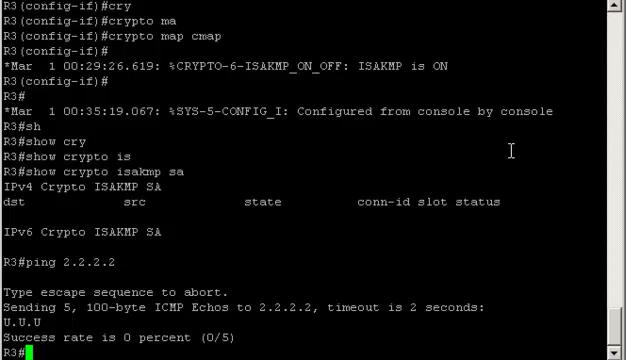 R3(config-if)#cry
R3(config-if)#crypto ma
R3(config-if)#crypto map cmap
R3(config-if)#
*Mar  1 00:29:26.619: %CRYPTO-6-ISAKMP_ON_OFF: ISAKMP is ON
R3(config-if)#
R3#
*Mar  1 00:35:19.067: %SYS-5-CONFIG_I: Configured from console by console
R3#sh
R3#show cry
R3#show crypto is
R3#show crypto isakmp sa
IPv4 Crypto ISAKMP SA
dst             src             state          conn-id slot status
IPv6 Crypto ISAKMP SA
R3#ping 2.2.2.2
Type escape sequence to abort.
Sending 5, 100-byte ICMP Echos to 2.2.2.2, timeout is 2 seconds:
U.U.U
Success rate is 0 percent (0/5)
R3#